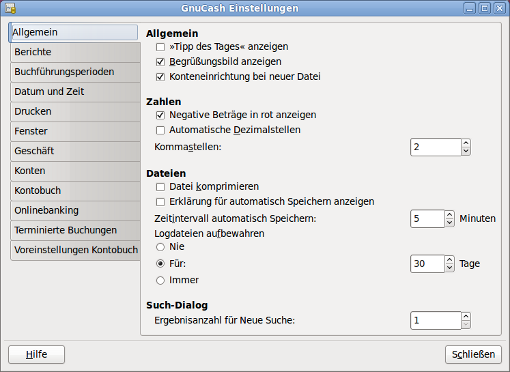 GnuCash Einstellungen
Allgemein
Berichte
Buchführungsperioden
Datum und Zeit
Drucken
Fenster
Geschäft
Konten
Kontobuch
Onlinebanking
Terminierte Buchungen
Voreinstellungen Kontobuch
Allgemein
»Tipp des Tages« anzeigen
Begrüßungsbild anzeigen
Konteneinrichtung bei neuer Datei
Zahlen
Negative Beträge in rot anzeigen
Automatische Dezimalstellen
Kommastellen: 2
Dateien
Datei komprimieren
Erklärung für automatisch Speichern anzeigen
Zeitintervall automatisch Speichern: 5 Minuten
Logdateien aufbewahren
Nie
Für: 30 Tage
Immer
Such-Dialog
Ergebnisanzahl für Neue Suche: 1
Hilfe
Schließen